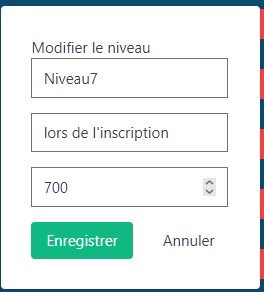 Modifier le niveau
Niveau7
lors de l'inscription
700
Enregistrer Annuler